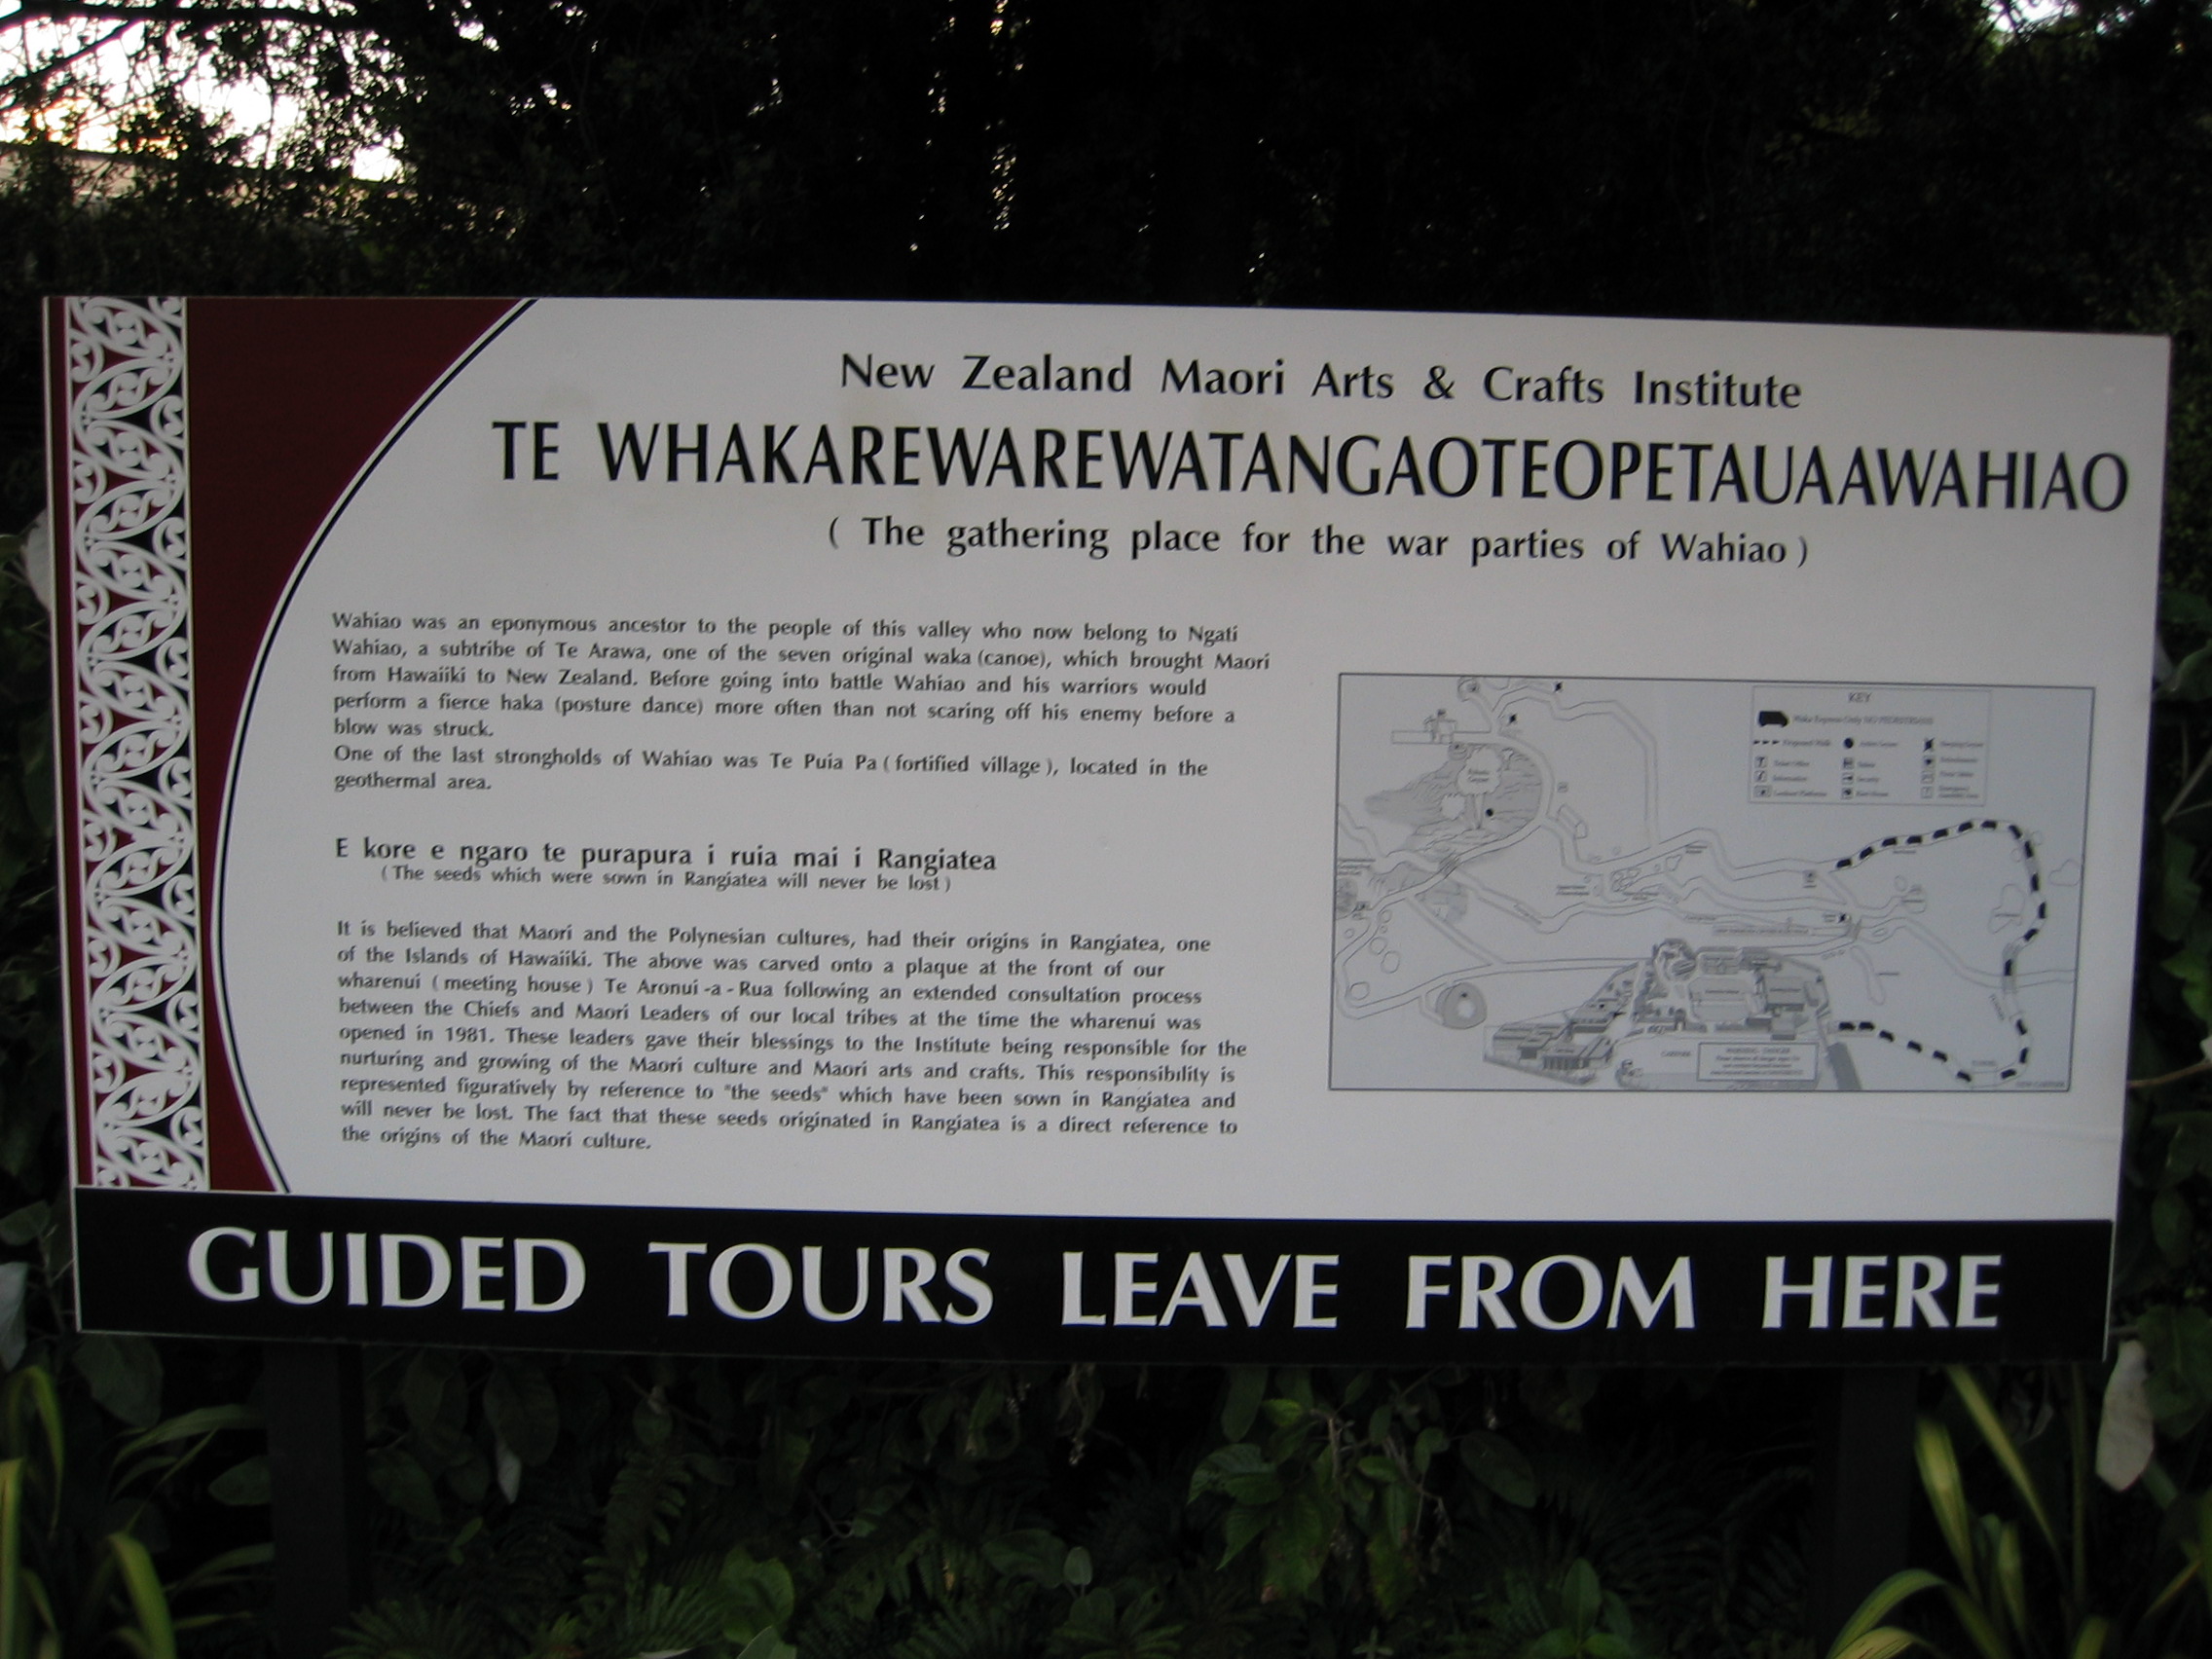 New Zealand Maori Arts & Crafts Institute
TE WHAKAREWAREWATANGAOTEOPETAUAAWAHIAO
( The gathering place for the war parties of Wahiao )
Wahiao was an eponymous ancestor to the people of this valley who now belong to Ngati
Wahiao, a subtribe of Te Arawa, one of the seven original waka (canoe), which brought Maori
from Hawaiiki to New Zealand. Before going into battle Wahiao and his warriors would
perform a fierce haka (posture dance) more often than not scaring off his enemy before a
blow was struck.
One of the last strongholds of Wahiao was Te Puia Pa ( fortified village ), located in the
geothermal area.
E kore e ngaro te purapura i ruia mai i Rangiatea
( The seeds which were sown in Rangiatea will never be lost )
It is believed that Maori and the Polynesian cultures, had their origins in Rangiatea, one
of the Islands of Hawaiiki. The above was carved onto a plaque at the front of our
wharenui ( meeting house ) Te Aronui -a - Rua following an extended consultation process
between the Chiefs and Maori Leaders of our local tribes at the time the wharenui was
opened in 1981. These leaders gave their blessings to the Institute being responsible for the
nurturing and growing of the Maori culture and Maori arts and crafts. This responsibility is
represented figuratively by reference to "the seeds" which have been sown in Rangiatea and
will never be lost. The fact that these seeds originated in Rangiatea is a direct reference to
the origins of the Maori culture.
KEY
GUIDED TOURS LEAVE FROM HERE